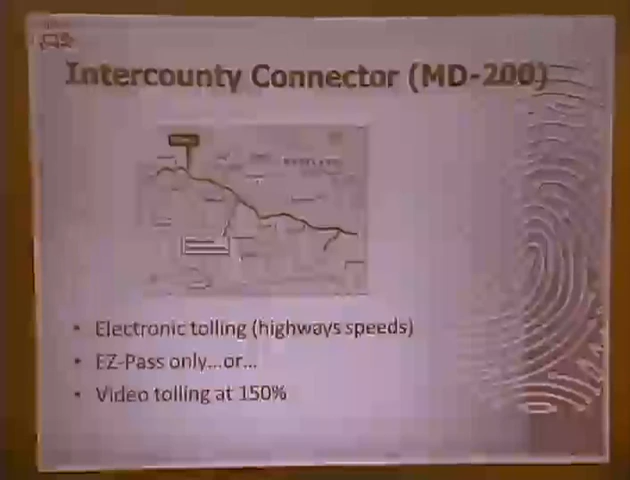 Intercounty Connector (MD-200)
• Electronic tolling (highways speeds)
• EZ-Pass only...or...
• Video tolling at 150%